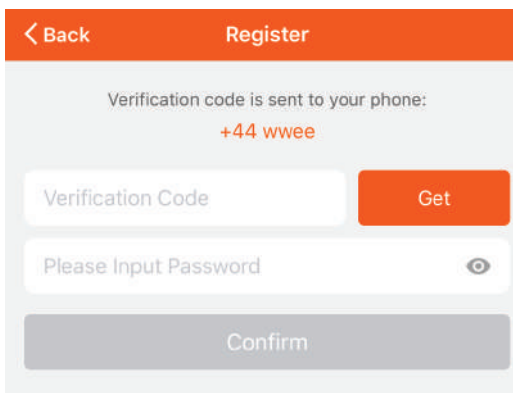 Back
Register
Verification code is sent to your phone:
+44 wwee
Verification Code
Get
Please Input Password
Confirm